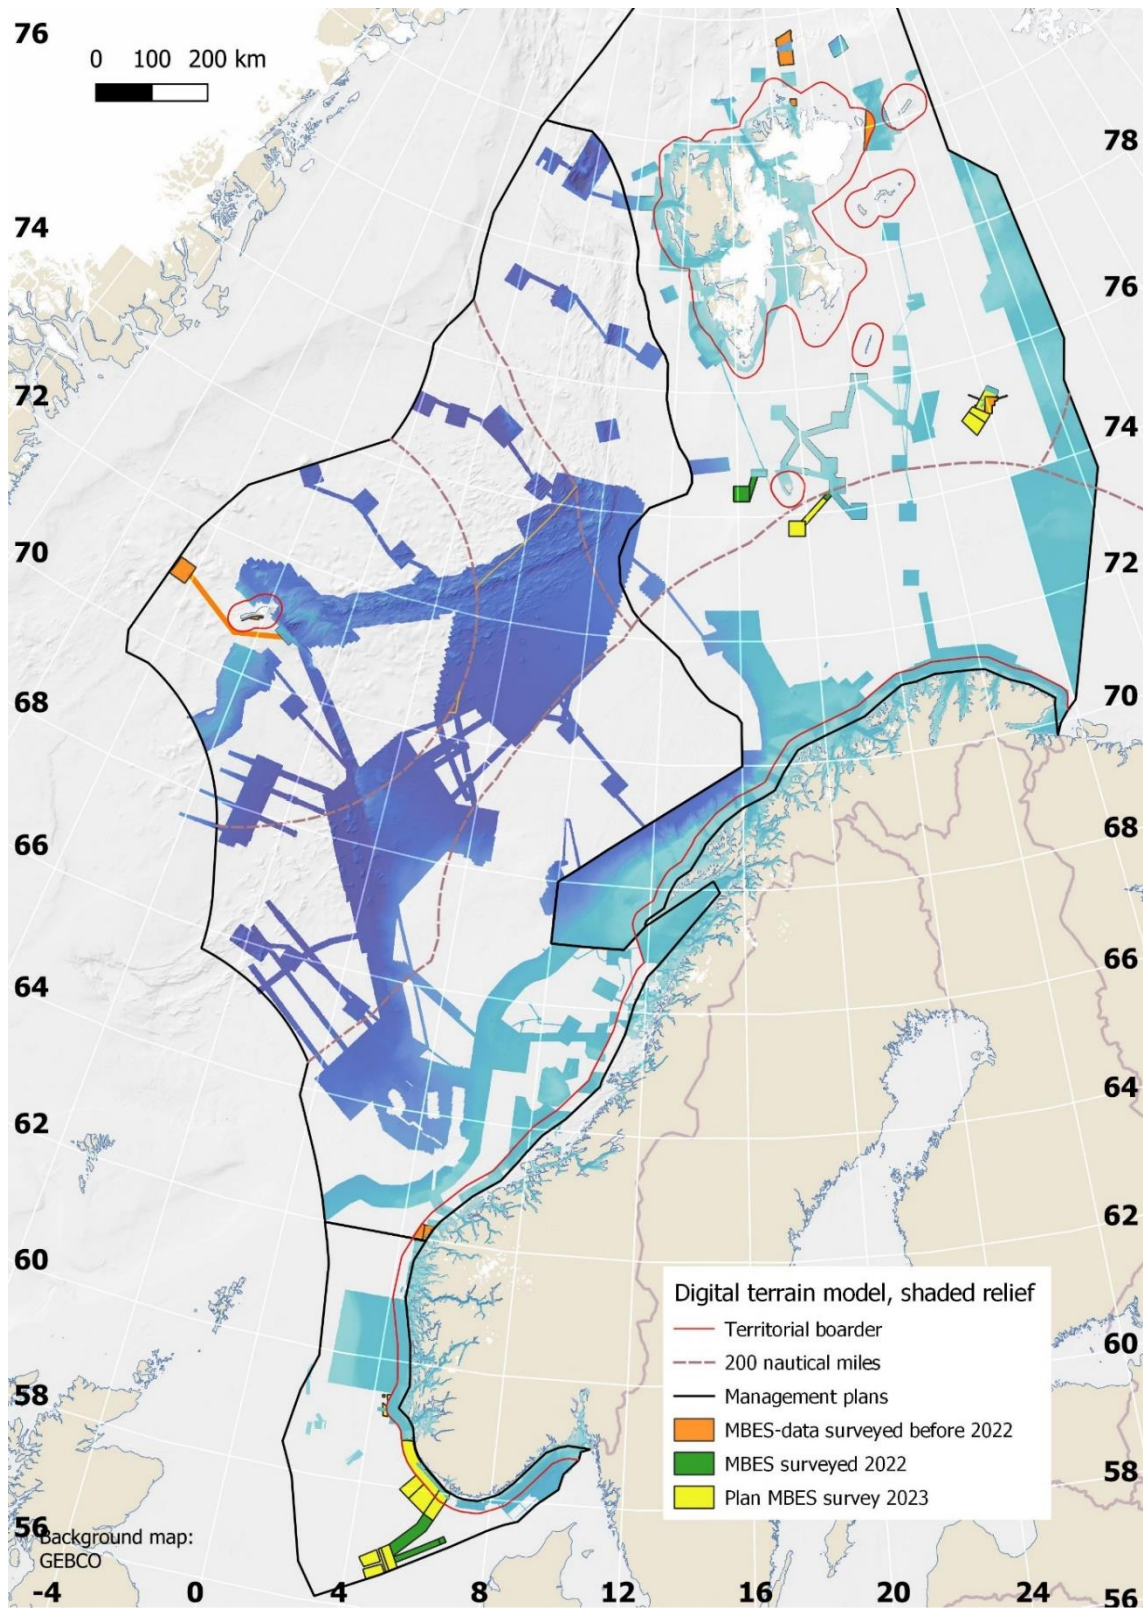 76
0 100 200 km
78
74
76
72
74
70
72
68
70
66
68
64
66
62
64
62
60
Digital terrain model, shaded relief
Territorial boarder
60
200 nautical miles
Management plans
58
MBES-data surveyed before 2022
MBES surveyed 2022
58
Plan MBES survey 2023
56
Background map:
GEBCO
-4 0 4 8 12 16 20 24 56